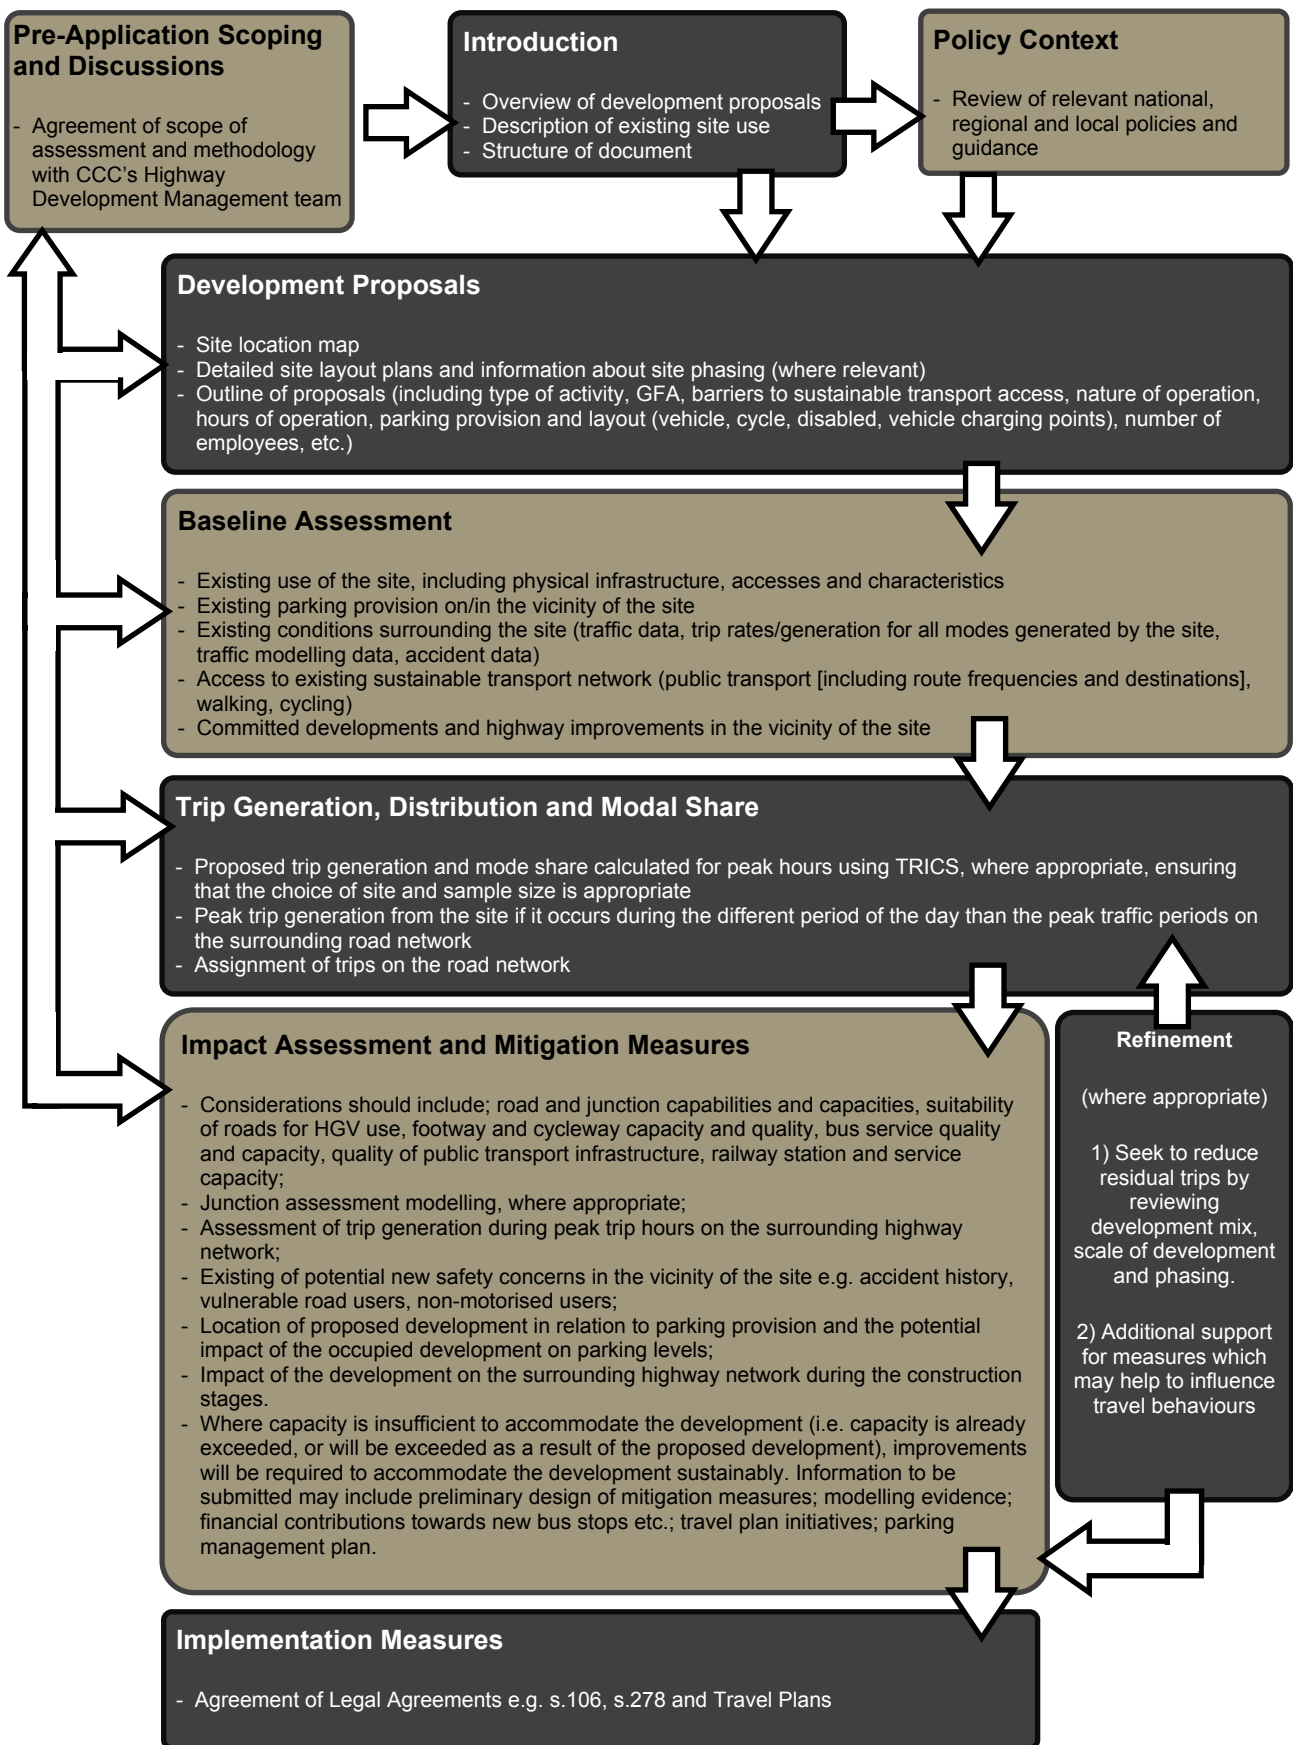 Pre-Application Scoping
and Discussions
- Agreement of scope of
assessment and methodology
with CCC's Highway
Development Management team
Introduction
- Overview of development proposals
- Description of existing site use
- Structure of document
Policy Context
- Review of relevant national,
regional and local policies and
guidance
Development Proposals
- Site location map
- Detailed site layout plans and information about site phasing (where relevant)
- Outline of proposals (including type of activity, GFA, barriers to sustainable transport access, nature of operation,
hours of operation, parking provision and layout (vehicle, cycle, disabled, vehicle charging points), number of
employees, etc.)
Baseline Assessment
- Existing use of the site, including physical infrastructure, accesses and characteristics
- Existing parking provision on/in the vicinity of the site
- Existing conditions surrounding the site (traffic data, trip rates/generation for all modes generated by the site,
traffic modelling data, accident data)
- Access to existing sustainable transport network (public transport [including route frequencies and destinations],
walking, cycling)
- Committed developments and highway improvements in the vicinity of the site
Trip Generation, Distribution and Modal Share
- Proposed trip generation and mode share calculated for peak hours using TRICS, where appropriate, ensuring
that the choice of site and sample size is appropriate
- Peak trip generation from the site if it occurs during the different period of the day than the peak traffic periods on
the surrounding road network
- Assignment of trips on the road network
Impact Assessment and Mitigation Measures
- Considerations should include; road and junction capabilities and capacities, suitability
of roads for HGV use, footway and cycleway capacity and quality, bus service quality
and capacity, quality of public transport infrastructure, railway station and service
capacity;
- Junction assessment modelling, where appropriate;
- Assessment of trip generation during peak trip hours on the surrounding highway
network;
- Existing of potential new safety concerns in the vicinity of the site e.g. accident history,
vulnerable road users, non-motorised users;
- Location of proposed development in relation to parking provision and the potential
impact of the occupied development on parking levels;
- Impact of the development on the surrounding highway network during the construction
stages.
- Where capacity is insufficient to accommodate the development (i.e. capacity is already
exceeded, or will be exceeded as a result of the proposed development), improvements
will be required to accommodate the development sustainably. Information to be
submitted may include preliminary design of mitigation measures; modelling evidence;
financial contributions towards new bus stops etc.; travel plan initiatives; parking
management plan.
Refinement
(where appropriate)
1) Seek to reduce
residual trips by
reviewing
development mix,
scale of development
and phasing.
2) Additional support
for measures which
may help to influence
travel behaviours
Implementation Measures
- Agreement of Legal Agreements e.g. s.106, s.278 and Travel Plans